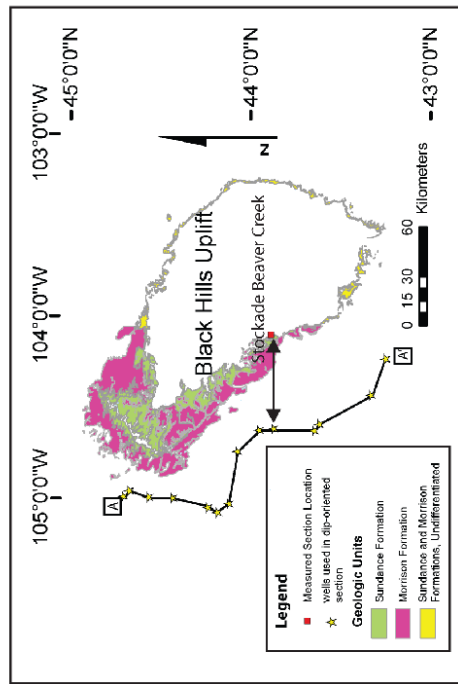 105°0'0"W
104°0'0"W
103°0'0"W
45°0'0"N
44°0'0"N
43°0'0"N
A
Black Hills Uplift
Stockade Beaver Creek
N
A'
0 15 30 60
Kilometers
Legend
Measured Section Location
wells used in dip-oriented
section
Geologic Units
Sundance Formation
Morrison Formation
Sundance and Morrison
Formations, Undifferentiated